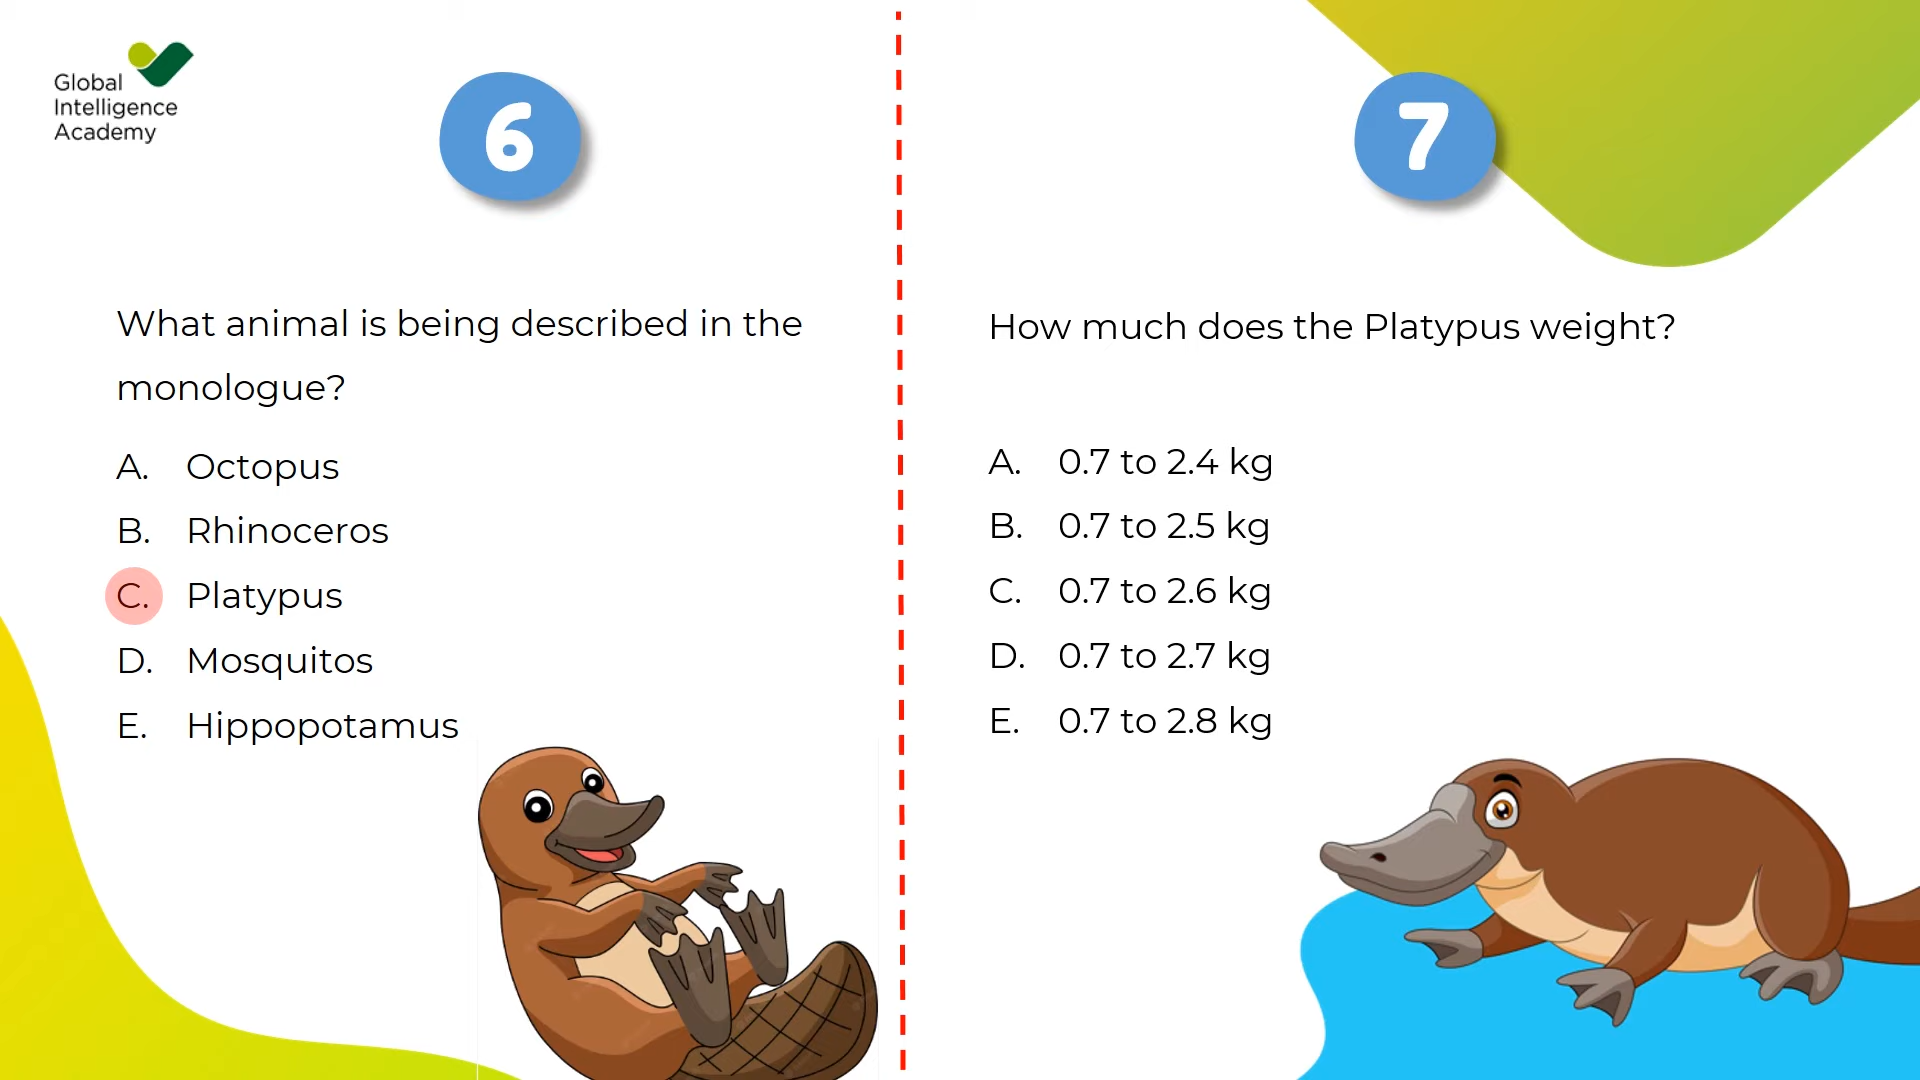 Global
Intelligence
Academy
6
What animal is being described in the
monologue?
A. Octopus
B. Rhinoceros
C. Platypus
D. Mosquitos
E. Hippopotamus
7
How much does the Platypus weight?
A. 0.7 to 2.4 kg
B. 0.7 to 2.5 kg
C. 0.7 to 2.6 kg
D. 0.7 to 2.7 kg
E. 0.7 to 2.8 kg